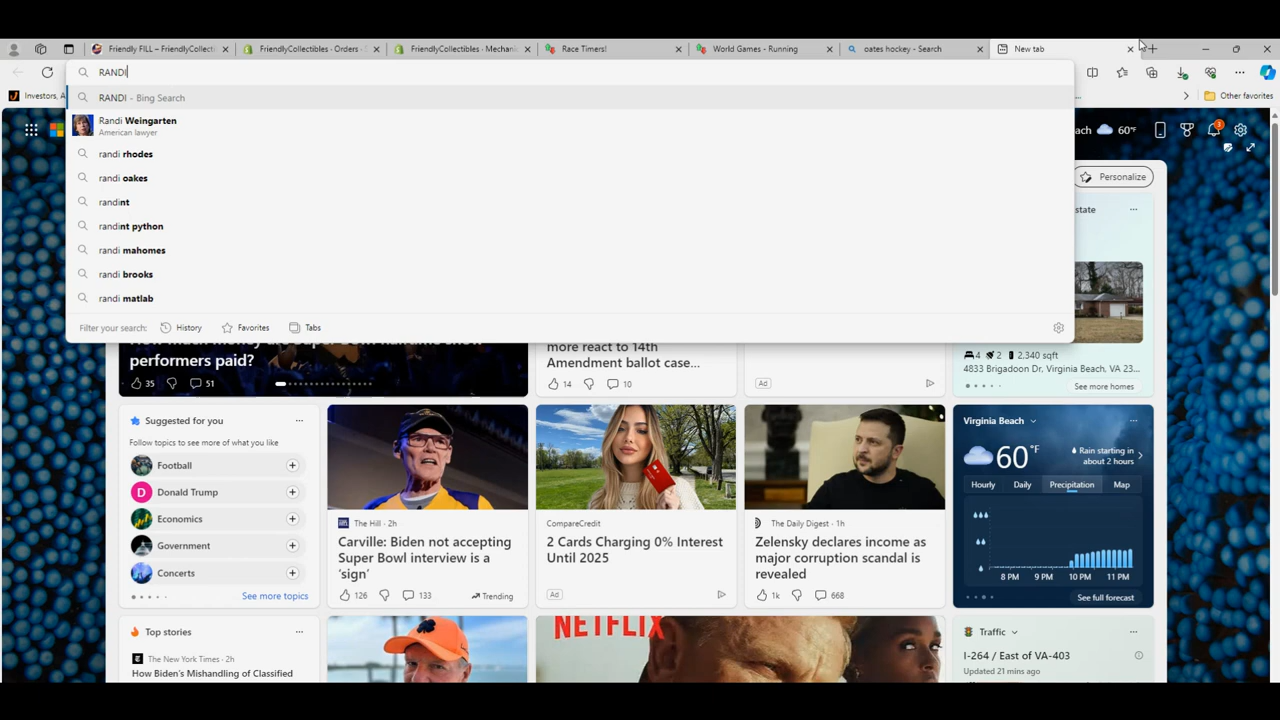 Friendly FILL – FriendlyCollecti
FriendlyCollectibles · Orders ·
FriendlyCollectibles · Mechanic
Race Timers!
World Games - Running
oates hockey - Search
New tab
RANDI
Investors, A
Other favorites
RANDI - Bing Search
Randi Weingarten
American lawyer
randi rhodes
randi oakes
randint
randint python
randi mahomes
randi brooks
randi matlab
Filter your search:
History
Favorites
Tabs
ach
60°F
3
Personalize
state
4 2 2,340 sqft
4833 Brigadoon Dr, Virginia Beach, VA 23...
See more homes
performers paid?
35
51
more react to 14th
Amendment ballot case...
14
10
Ad
Suggested for you
Follow topics to see more of what you like
Football
D
Donald Trump
Economics
Government
Concerts
See more topics
The Hill · 2h
Carville: Biden not accepting
Super Bowl interview is a
‘sign’
126
133
Trending
CompareCredit
2 Cards Charging 0% Interest
Until 2025
Ad
The Daily Digest · 1h
Zelensky declares income as
major corruption scandal is
revealed
1k
668
Virginia Beach
60°F
Rain starting in
about 2 hours
Hourly
Daily
Precipitation
Map
8 PM
9 PM
10 PM
11 PM
See full forecast
Top stories
The New York Times · 2h
How Biden's Mishandling of Classified
NETFLIX
Traffic
I-264 / East of VA-403
Updated 21 mins ago